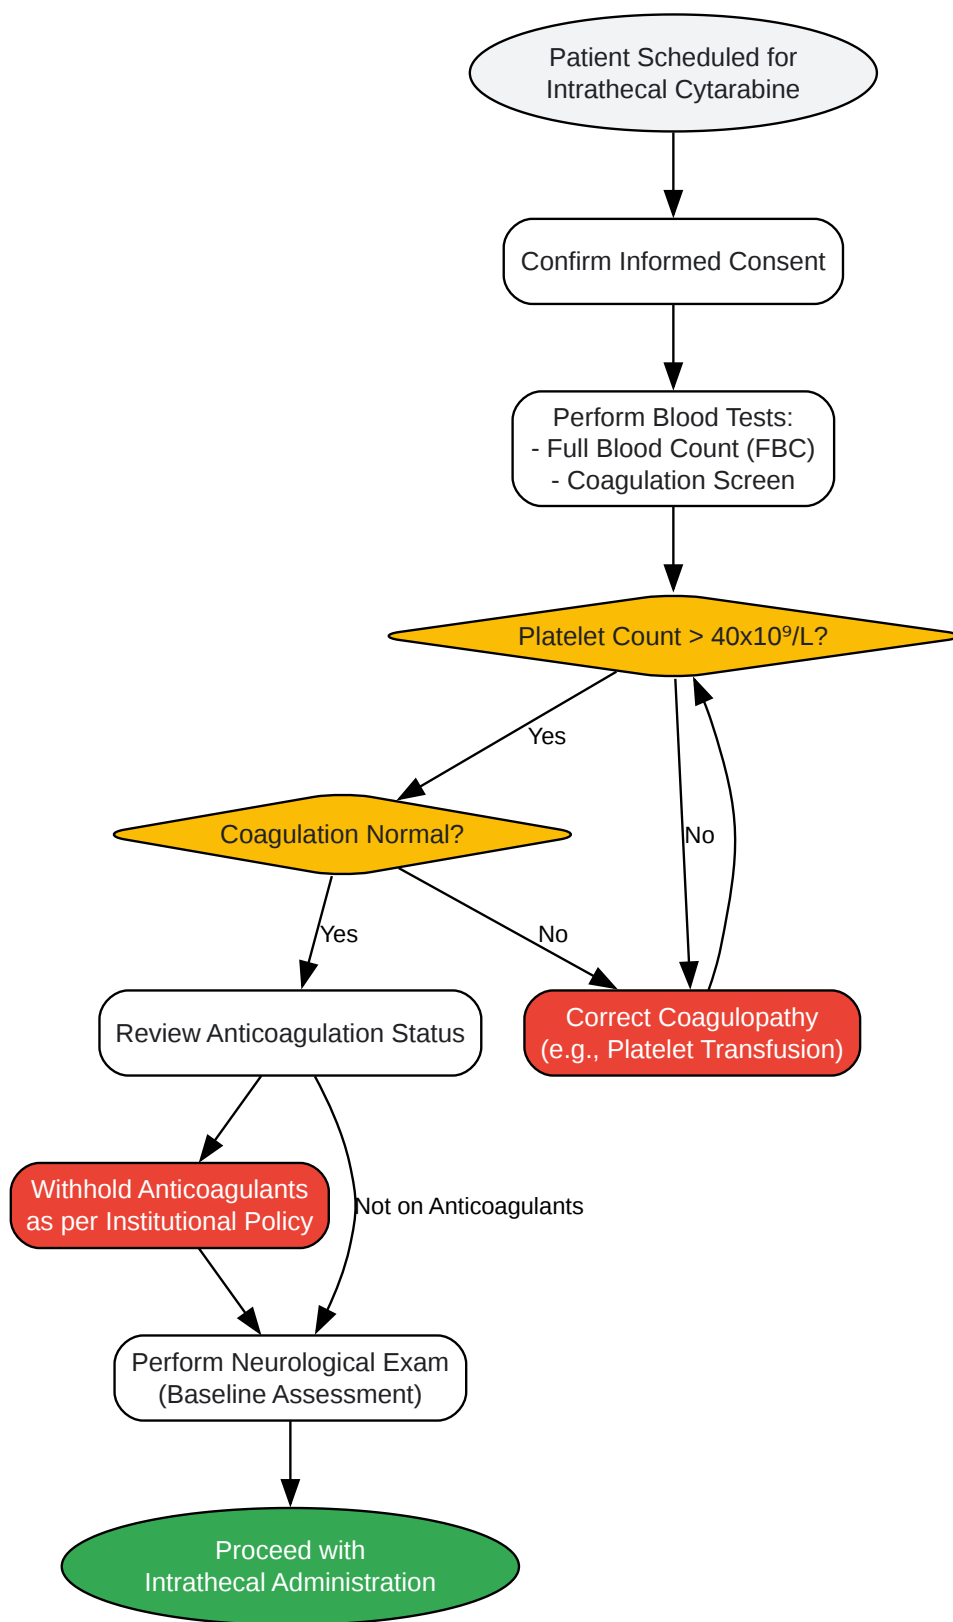 Patient Scheduled for
Intrathecal Cytarabine
Confirm Informed Consent
Perform Blood Tests:
- Full Blood Count (FBC)
- Coagulation Screen
Platelet Count > 40x10⁹/L?
Yes
No
Coagulation Normal?
Yes
No
Review Anticoagulation Status
Correct Coagulopathy
(e.g., Platelet Transfusion)
Withhold Anticoagulants
as per Institutional Policy
Not on Anticoagulants
Perform Neurological Exam
(Baseline Assessment)
Proceed with
Intrathecal Administration